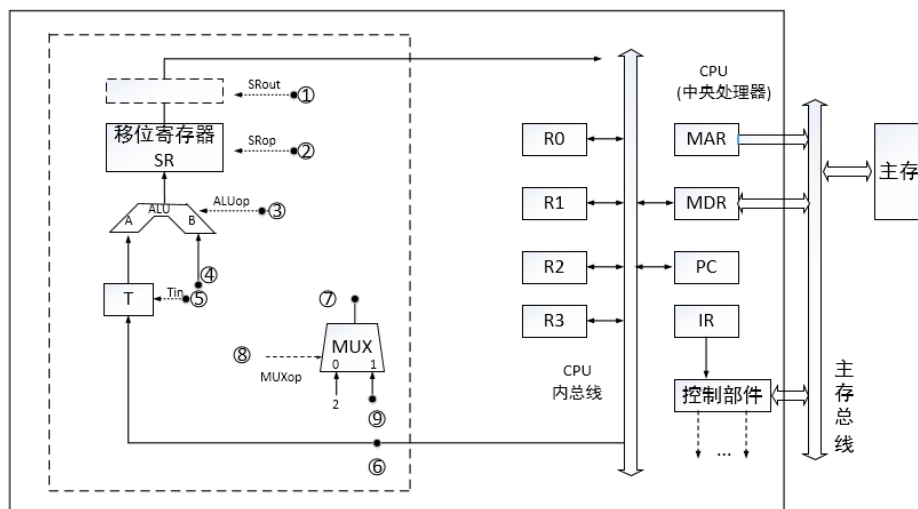 SRout
①
移位寄存器
SR
SRop
②
ALU
A
B
ALUop
③
④
T
Tin
⑤
⑦
MUX
0
1
⑧
MUXop
2
⑨
⑥
R0
R1
R2
R3
CPU
内总线
CPU
(中央处理器)
MAR
MDR
PC
IR
控制部件
...
主存总线
主存